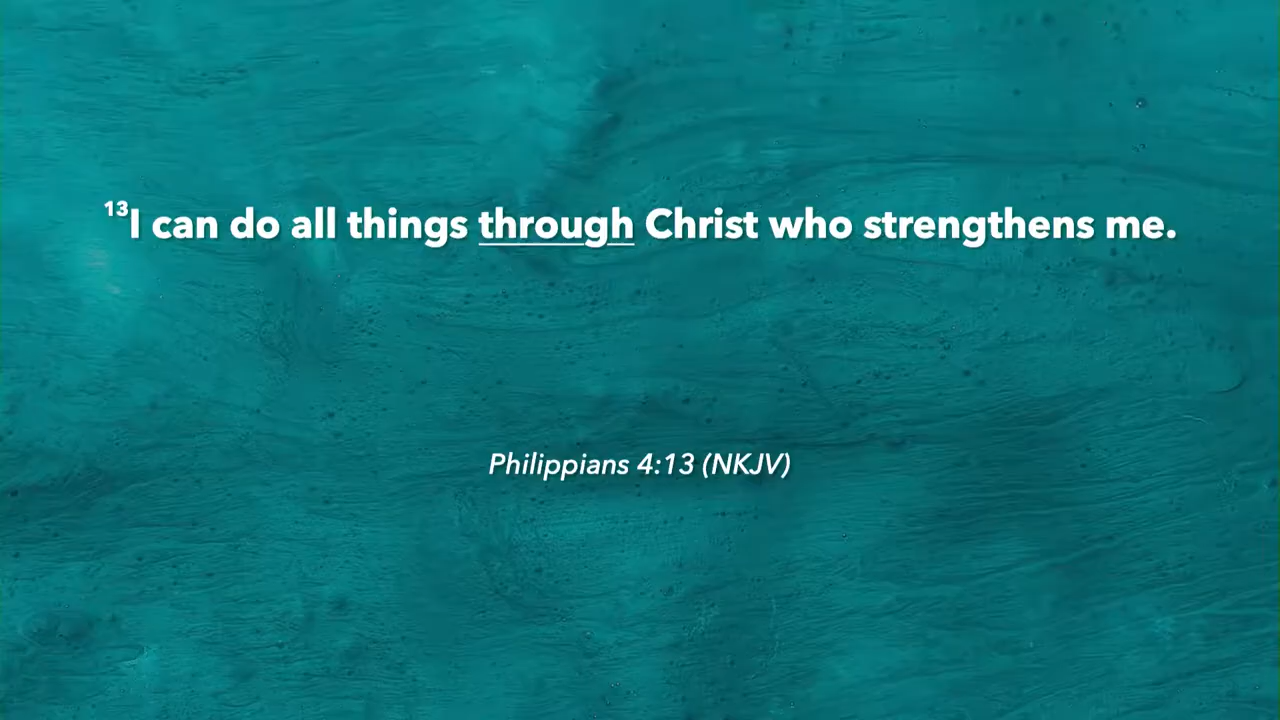 ¹³I can do all things through Christ who strengthens me.
Philippians 4:13 (NKJV)